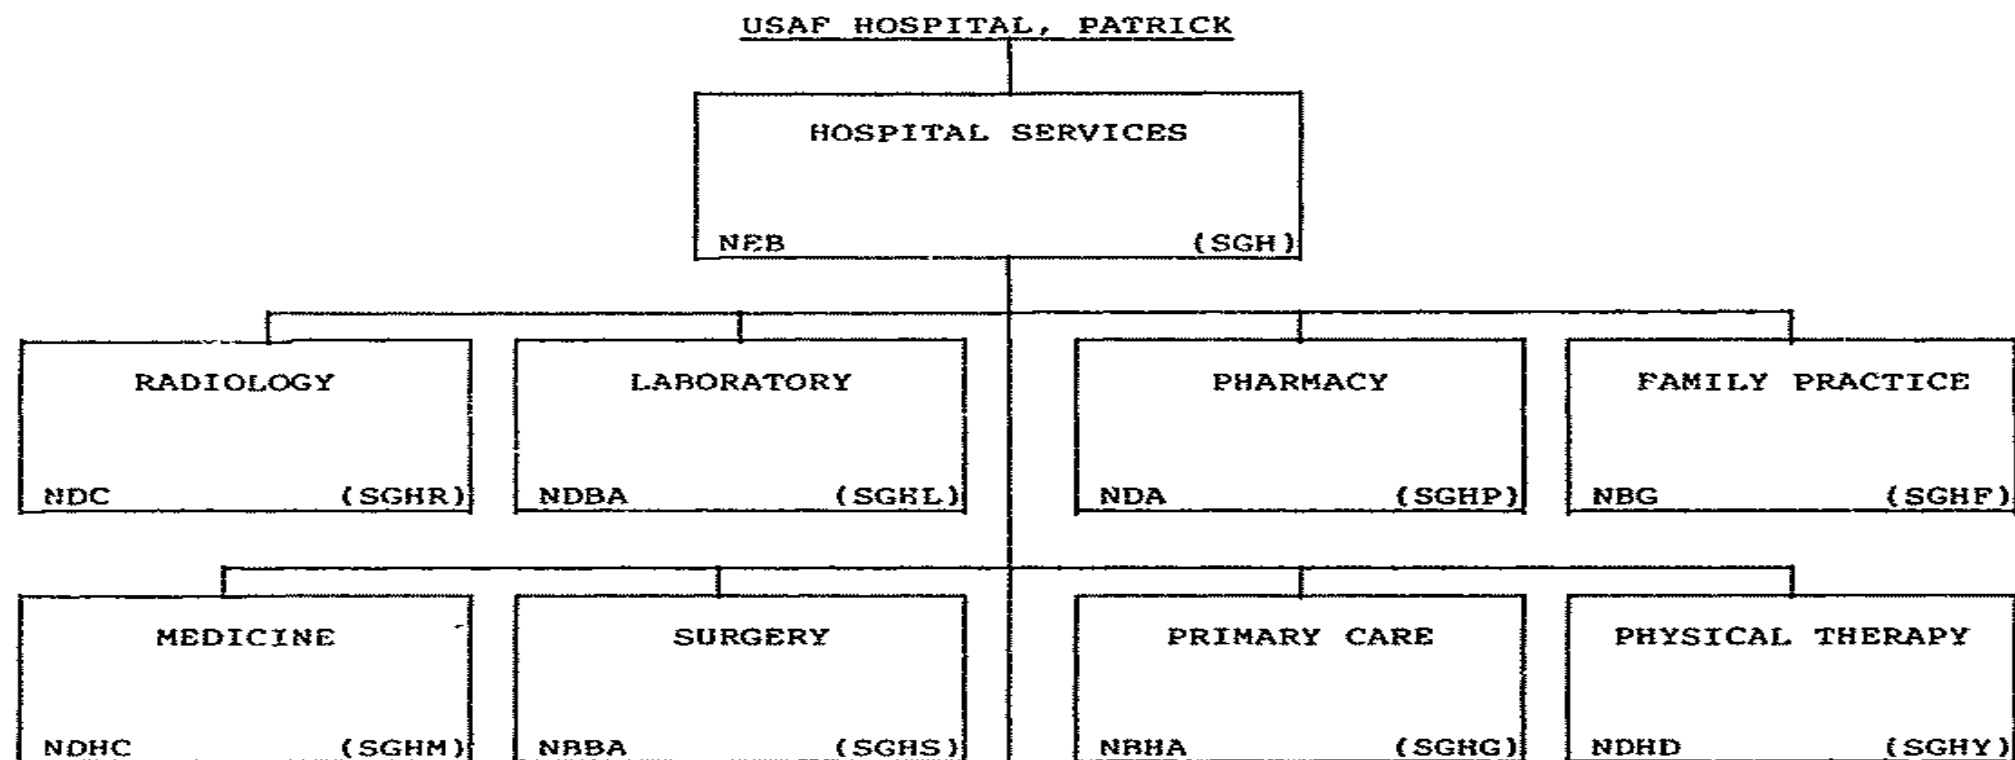 USAF HOSPITAL, PATRICK
HOSPITAL SERVICES
NEB (SGH)
RADIOLOGY LABORATORY PHARMACY FAMILY PRACTICE
NDC (SGHR) NDBA (SGHL) NDA (SGHP) NBG (SGHF)
MEDICINE SURGERY PRIMARY CARE PHYSICAL THERAPY
NDHC (SGHM) NBBA (SGHS) NBHA (SGHG) NDHD (SGHY)